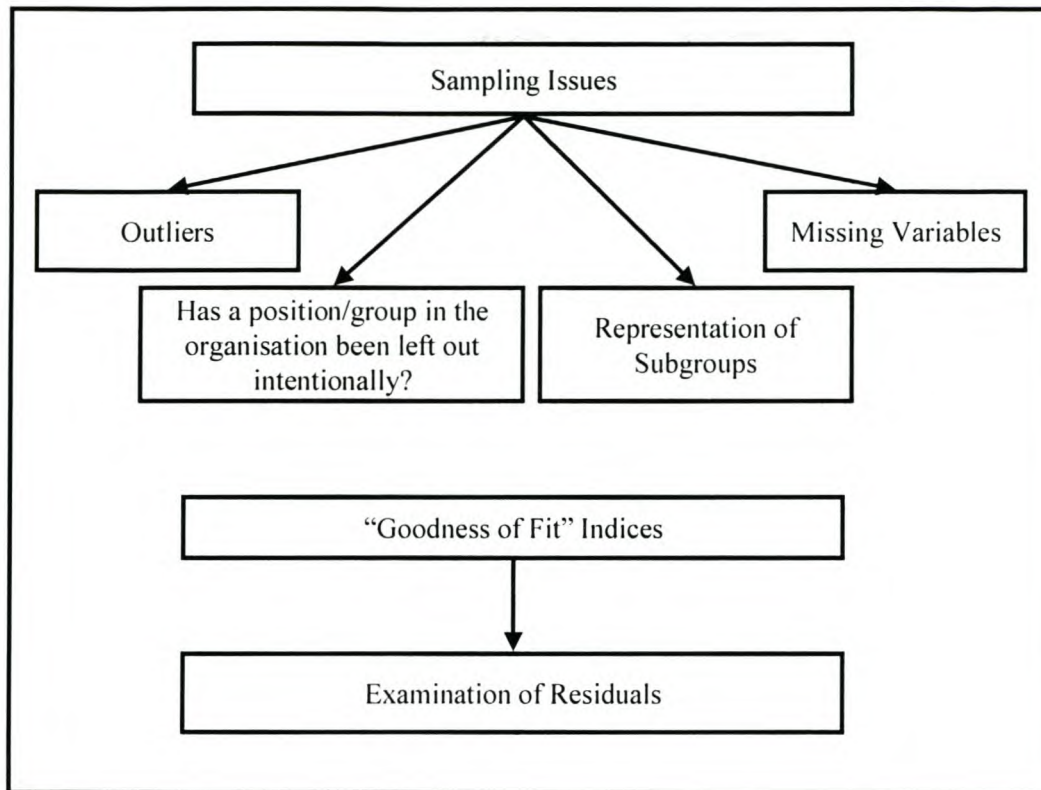 Sampling Issues
Outliers
Missing Variables
Has a position/group in the
organisation been left out
intentionally?
Representation of
Subgroups
“Goodness of Fit” Indices
Examination of Residuals